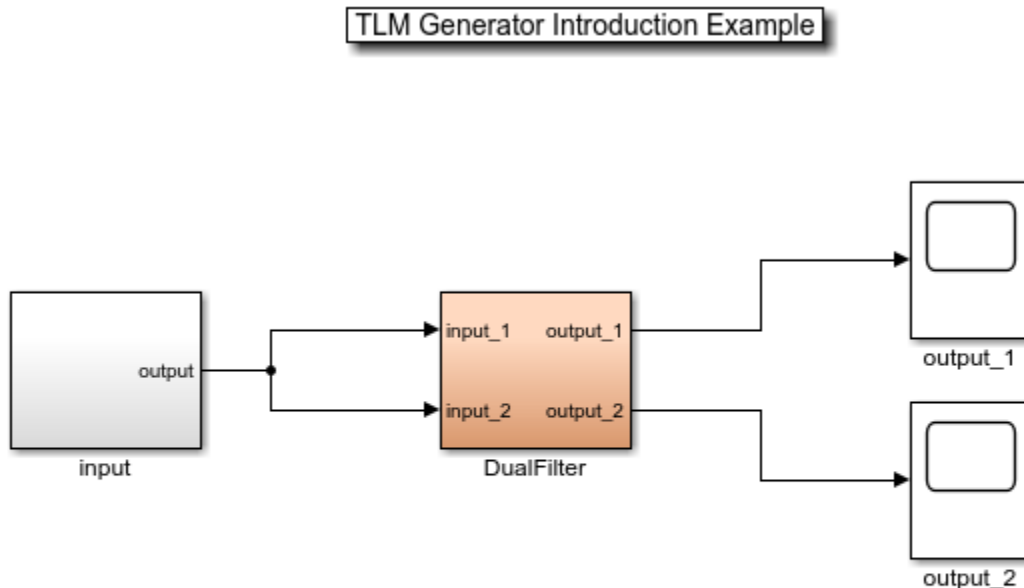 TLM Generator Introduction Example
output
input
input_1
output_1
input_2
output_2
DualFilter
output_1
output_2